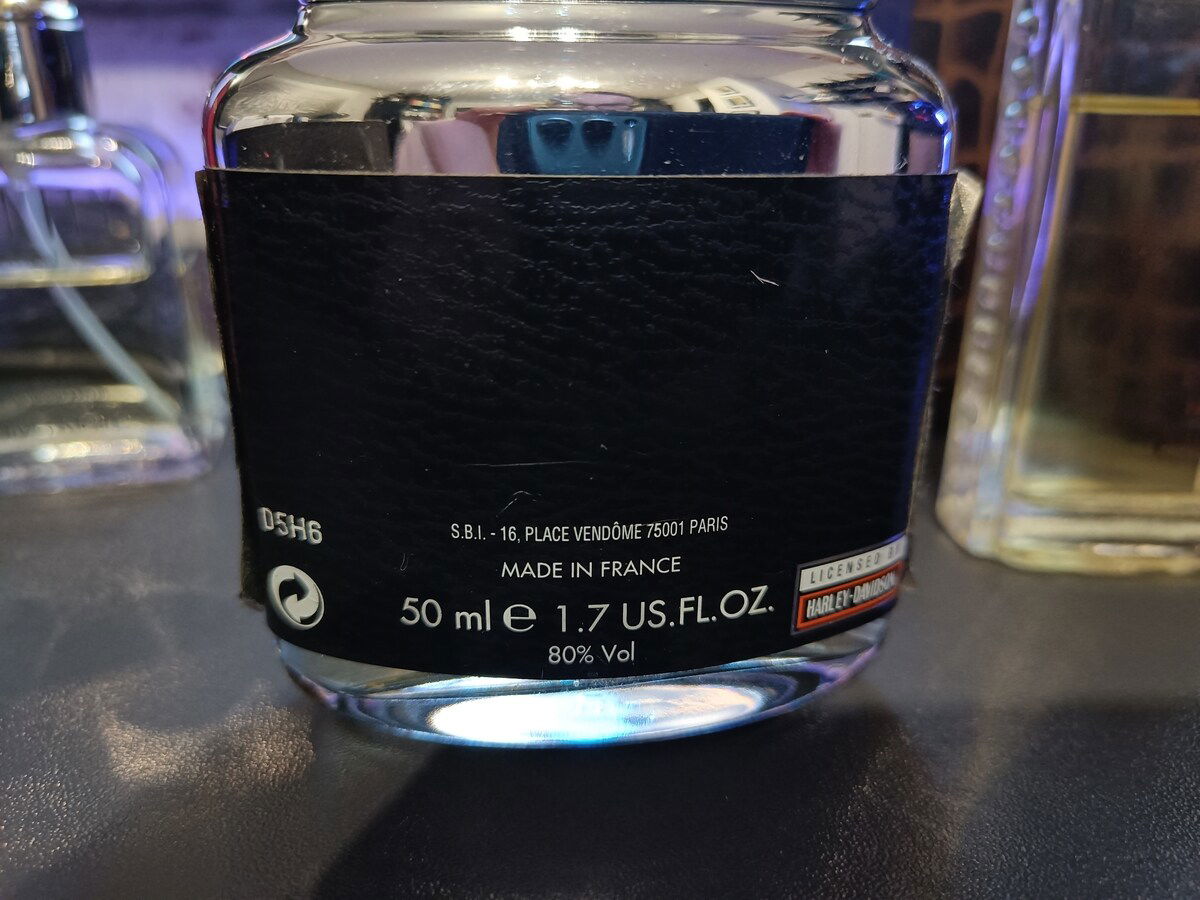 D5H6
S.B.I. - 16, PLACE VENDÔME 75001 PARIS
MADE IN FRANCE
50 ml e 1.7 US.FL.OZ.
80% Vol
LICENSED BY
HARLEY-DAVIDSON